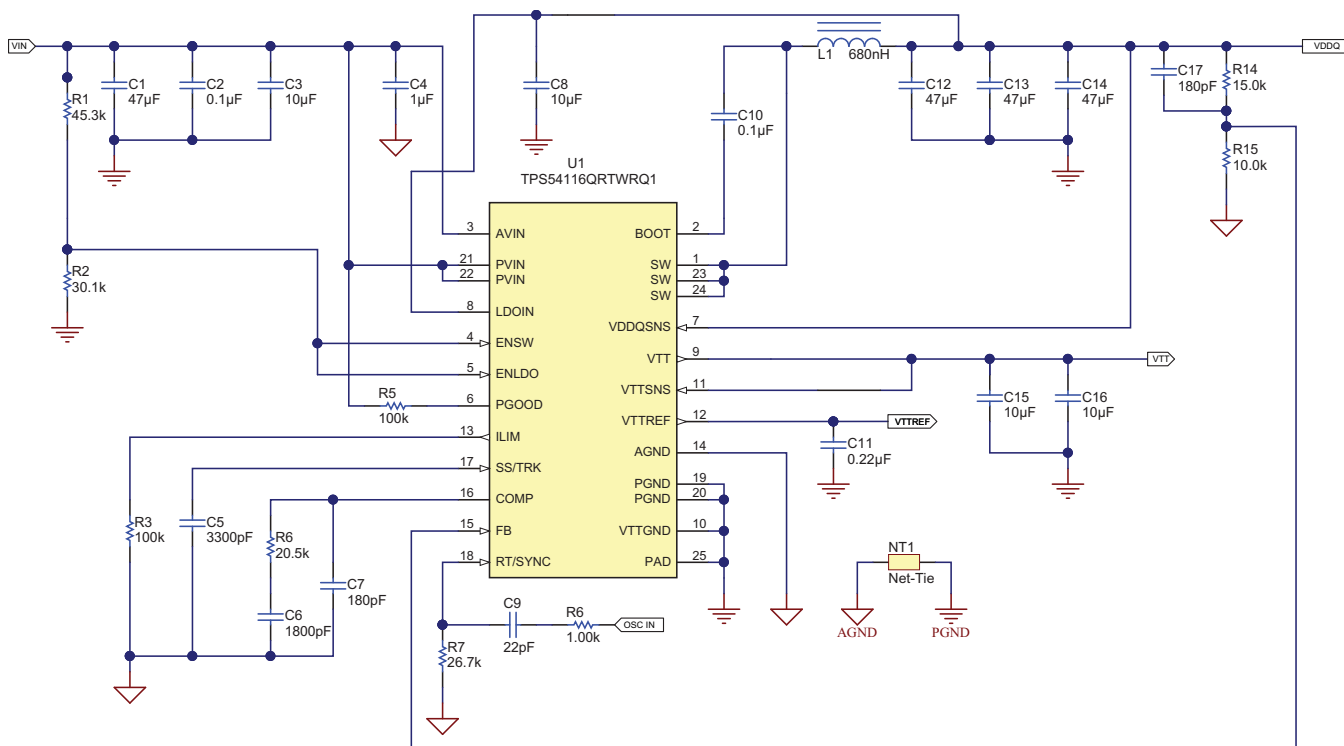 VIN
R1
45.3k
C1
47µF
C2
0.1µF
C3
10µF
C4
1µF
C8
10µF
C10
0.1µF
L1 680nH
C12
47µF
C13
47µF
C14
47µF
C17
180pF
R14
15.0k
VDDQ
R15
10.0k
R2
30.1k
U1
TPS54116QRTWRQ1
3 AVIN
21 PVIN
22 PVIN
8 LDOIN
4 ENSW
5 ENLDO
6 PGOOD
13 ILIM
17 SS/TRK
16 COMP
15 FB
18 RT/SYNC
BOOT 2
SW 1
SW 23
SW 24
VDDQSNS 7
VTT 9
VTTSNS 11
VTTREF 12
AGND 14
PGND 19
PGND 20
VTTGND 10
PAD 25
R5
100k
VTT
C15
10µF
C16
10µF
VTTREF
C11
0.22µF
R3
100k
C5
3300pF
R6
20.5k
C6
1800pF
C7
180pF
C9
22pF
R6
1.00k
OSC IN
R7
26.7k
NT1
Net-Tie
AGND
PGND